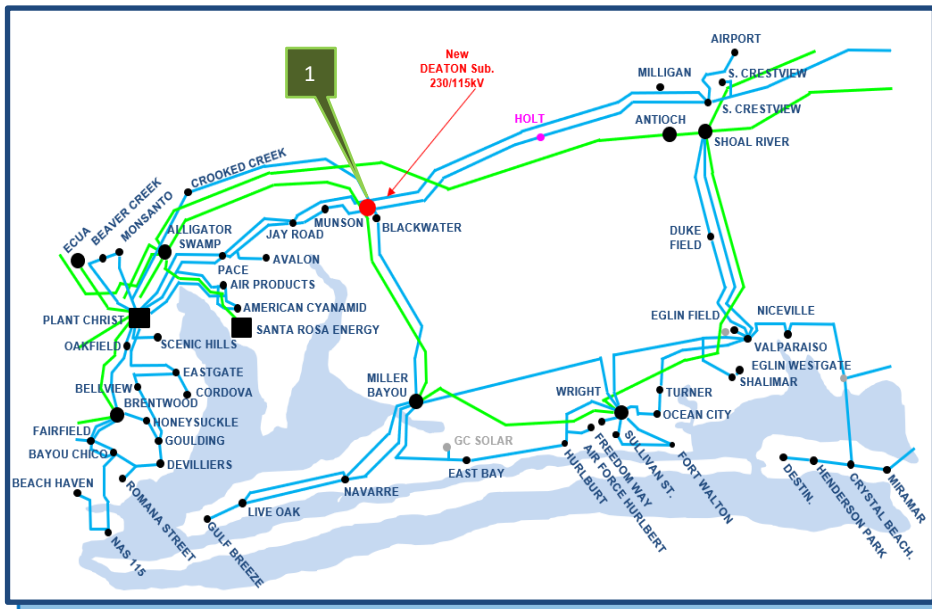 1
New
DEATON Sub.
230/115kV
AIRPORT
MILLIGAN
S. CRESTVIEW
S. CRESTVIEW
HOLT
ANTIOCH
SHOAL RIVER
CROOKED CREEK
BEAVER CREEK
MONSANTO
ECUA
ALLIGATOR
SWAMP
MUNSON
JAY ROAD
BLACKWATER
DUKE
FIELD
AVALON
PACE
AIR PRODUCTS
AMERICAN CYANAMID
SANTA ROSA ENERGY
PLANT CHRIST
OAKFIELD
SCENIC HILLS
NICEVILLE
EGLIN FIELD
VALPARAISO
EGLIN WESTGATE
SHALIMAR
EASTGATE
CORDOVA
BELLVIEW
BRENTWOOD
MILLER
BAYOU
WRIGHT
TURNER
OCEAN CITY
FAIRFIELD
HONEYSUCKLE
GOULDING
BAYOU CHICO
DEVILLIERS
GC SOLAR
EAST BAY
HURLBURT
AIR FORCE HURLBERT
FREEDOM WAY
SULLIVAN ST.
FORT WALTON
BEACH HAVEN
ROMANA STREET
NAS 115
NAVARRE
LIVE OAK
GULF BREEZE
DESTIN.
HENDERSON PARK
CRYSTAL BEACH.
MIRAMAR